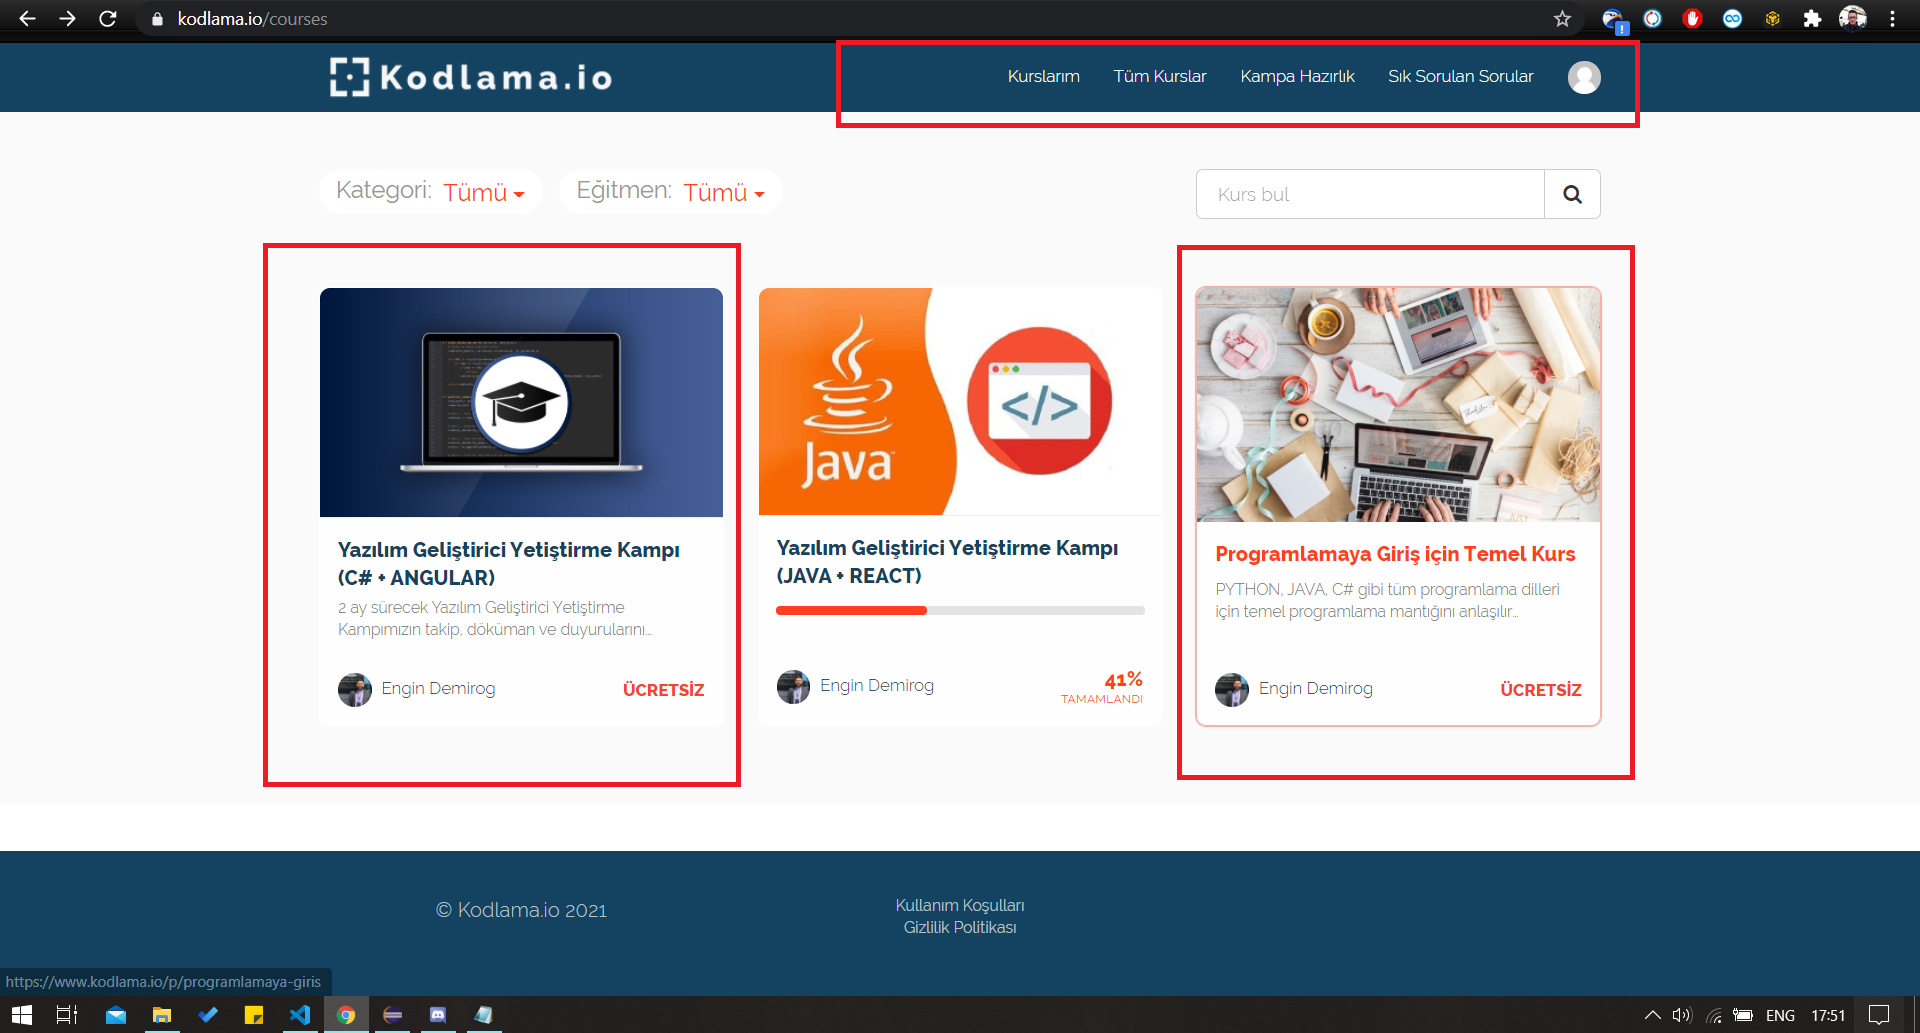 kodlama.io/courses
Kodlama.io
Kurslarım
Tüm Kurslar
Kampa Hazırlık
Sık Sorulan Sorular
Kategori: Tümü
Eğitmen: Tümü
Kurs bul
Java
Yazılım Geliştirici Yetiştirme Kampı
(C# + ANGULAR)
2 ay sürecek Yazılım Geliştirici Yetiştirme
Kampımızın takip, döküman ve duyurularını...
Engin Demirog
ÜCRETSİZ
Yazılım Geliştirici Yetiştirme Kampı
(JAVA + REACT)
Engin Demirog
41%
TAMAMLANDI
Programlamaya Giriş için Temel Kurs
PYTHON, JAVA, C# gibi tüm programlama dilleri
için temel programlama mantığını anlaşılır...
Engin Demirog
ÜCRETSİZ
© Kodlama.io 2021
Kullanım Koşulları
Gizlilik Politikası
https://www.kodlama.io/p/programlamaya-giris
ENG
17:51